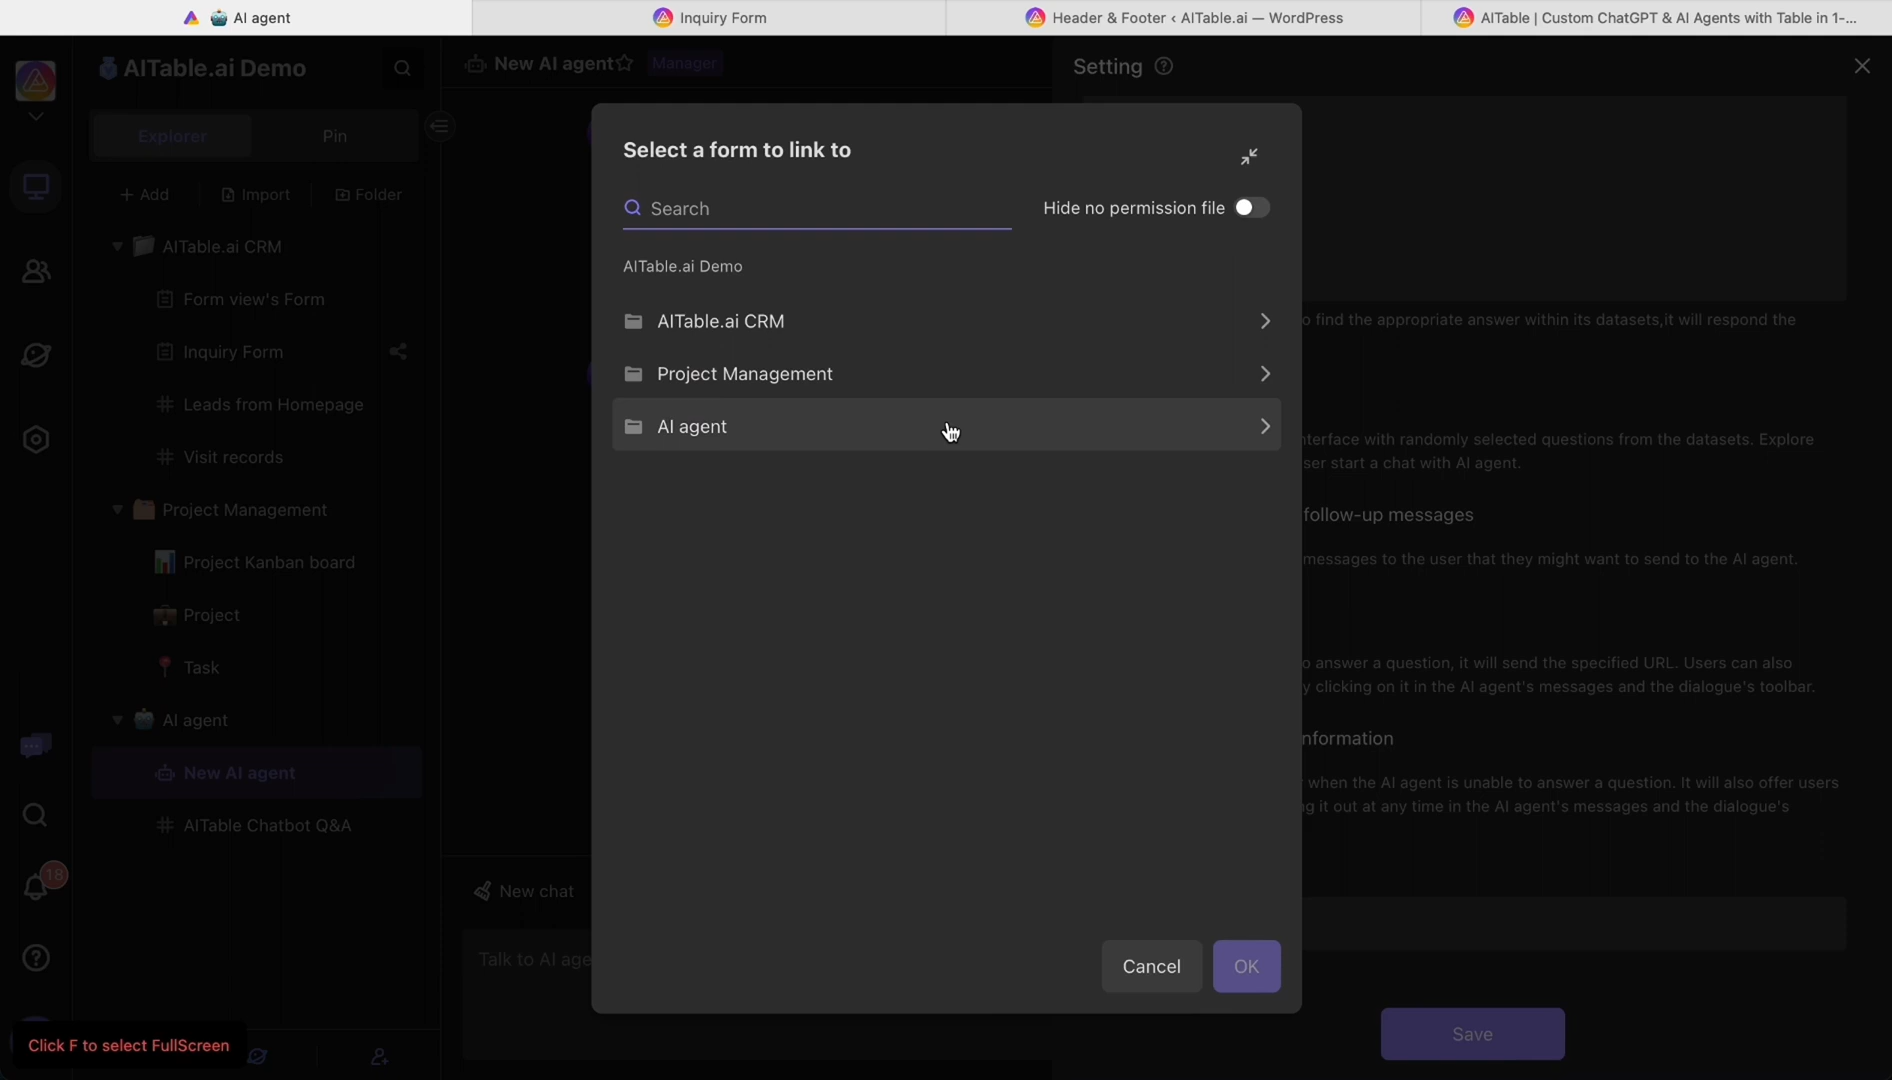 AI agent
Inquiry Form
Header & Footer ‹ AITable.ai — WordPress
AITable | Custom ChatGPT & AI Agents with Table in 1-...
AITable.ai Demo
New AI agent
Manager
Setting
Explorer
Pin
+ Add
Import
Folder
AITable.ai CRM
Form view's Form
Inquiry Form
Leads from Homepage
Visit records
Project Management
Project Kanban board
Project
Task
AI agent
New AI agent
AITable Chatbot Q&A
18
Click F to select FullScreen
New chat
Talk to AI age
Select a form to link to
Search
Hide no permission file
AITable.ai Demo
AITable.ai CRM
Project Management
AI agent
Cancel
OK
o find the appropriate answer within its datasets,it will respond the
nterface with randomly selected questions from the datasets. Explore
ser start a chat with AI agent.
follow-up messages
messages to the user that they might want to send to the AI agent.
o answer a question, it will send the specified URL. Users can also
y clicking on it in the AI agent's messages and the dialogue's toolbar.
nformation
when the AI agent is unable to answer a question. It will also offer users
g it out at any time in the AI agent's messages and the dialogue's
Save